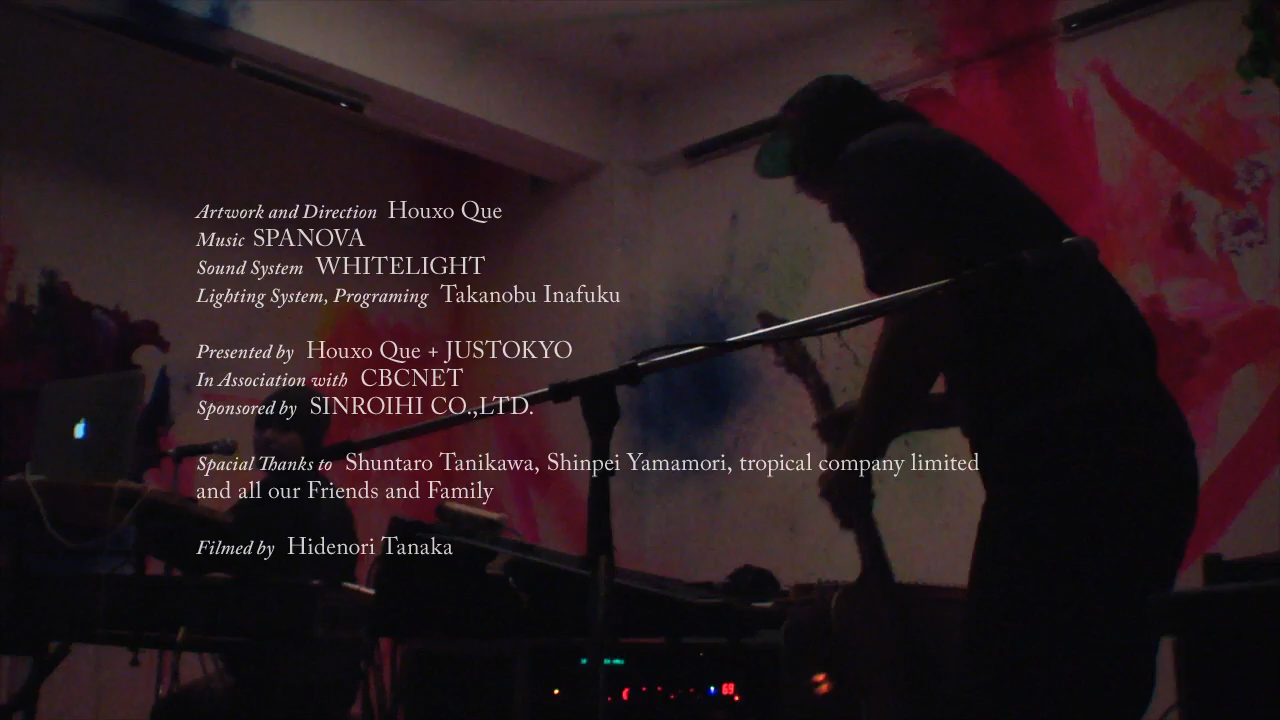 Artwork and Direction Houxo Que
Music SPANOVA
Sound System WHITELIGHT
Lighting System, Programing Takanobu Inafuku
Presented by Houxo Que + JUSTOKYO
In Association with CBCNET
Sponsored by SINROIHI CO.,LTD.
Spacial Thanks to Shuntaro Tanikawa, Shinpei Yamamori, tropical company limited
and all our Friends and Family
Filmed by Hidenori Tanaka
69